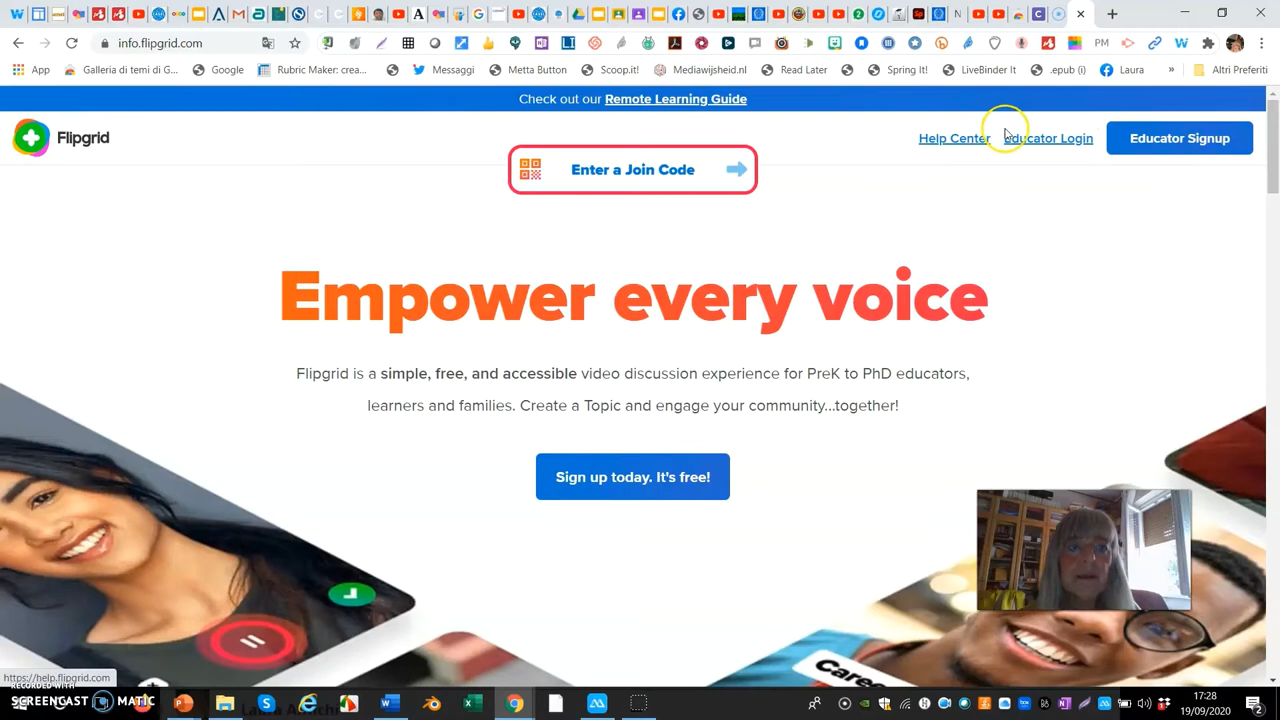 info.flipgrid.com
PM
App
Galleria di temi di G...
Google
Rubric Maker: crea...
Messaggi
Metta Button
Scoop.it!
Mediawijsheid.nl
Read Later
Spring It!
LiveBinder It
.epub (i)
Laura
»
Altri Preferiti
Check out our Remote Learning Guide
Flipgrid
Help Center
Educator Login
Educator Signup
Enter a Join Code
Empower every voice
Flipgrid is a simple, free, and accessible video discussion experience for PreK to PhD educators,
learners and families. Create a Topic and engage your community...together!
Sign up today. It's free!
https://help.flipgrid.com
RECORDED WITH
SCREENCAST MATIC
17:28
19/09/2020
2